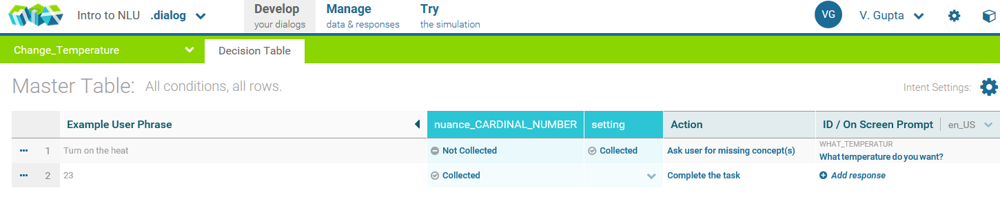 mix Intro to NLU .dialog Develop Manage Try VG V. Gupta
your dialogs data & responses the simulation
Change_Temperature Decision Table
Master Table: All conditions, all rows. Intent Settings:
Example User Phrase nuance_CARDINAL_NUMBER setting Action ID / On Screen Prompt en_US
1 Turn on the heat Not Collected Collected Ask user for missing concept(s) WHAT_TEMPERATUR
What temperature do you want?
2 23 Collected Complete the task Add response